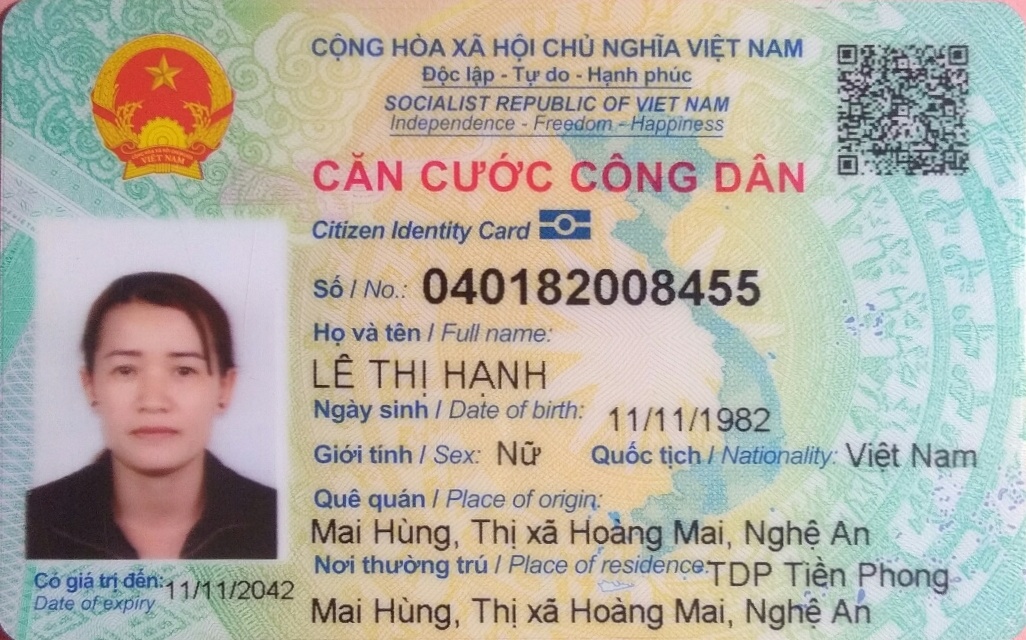 CỘNG HÒA XÃ HỘI CHỦ NGHĨA VIỆT NAM
Độc lập - Tự do - Hạnh phúc
SOCIALIST REPUBLIC OF VIET NAM
Independence - Freedom - Happiness
CĂN CƯỚC CÔNG DÂN
Citizen Identity Card
Số / No.: 040182008455
Họ và tên / Full name:
LÊ THỊ HẠNH
Ngày sinh / Date of birth: 11/11/1982
Giới tính / Sex: Nữ Quốc tịch / Nationality: Việt Nam
Quê quán / Place of origin:
Mai Hùng, Thị xã Hoàng Mai, Nghệ An
Nơi thường trú / Place of residence: TDP Tiền Phong
Mai Hùng, Thị xã Hoàng Mai, Nghệ An
Có giá trị đến: 11/11/2042
Date of expiry
VIỆT NAM